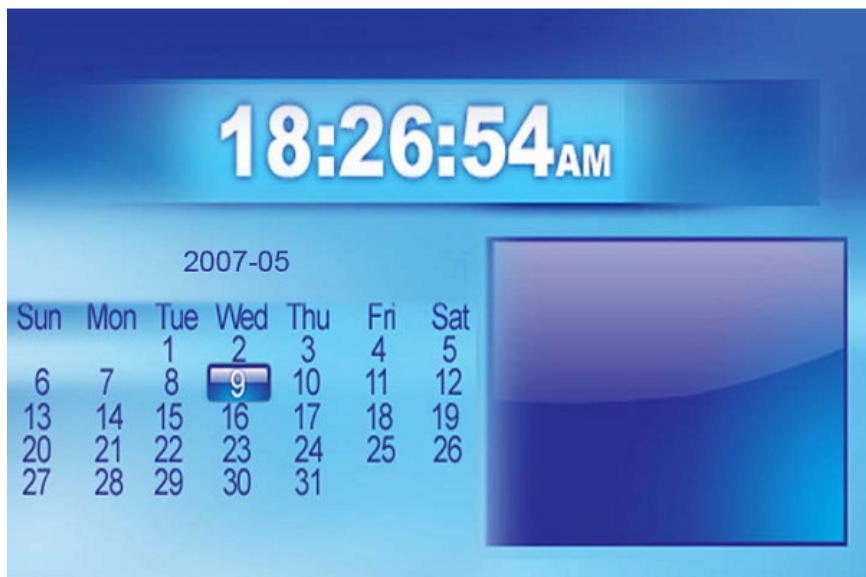 18:26:54AM
2007-05
Sun Mon Tue Wed Thu Fri Sat
1 2 3 4 5
6 7 8 9 10 11 12
13 14 15 16 17 18 19
20 21 22 23 24 25 26
27 28 29 30 31